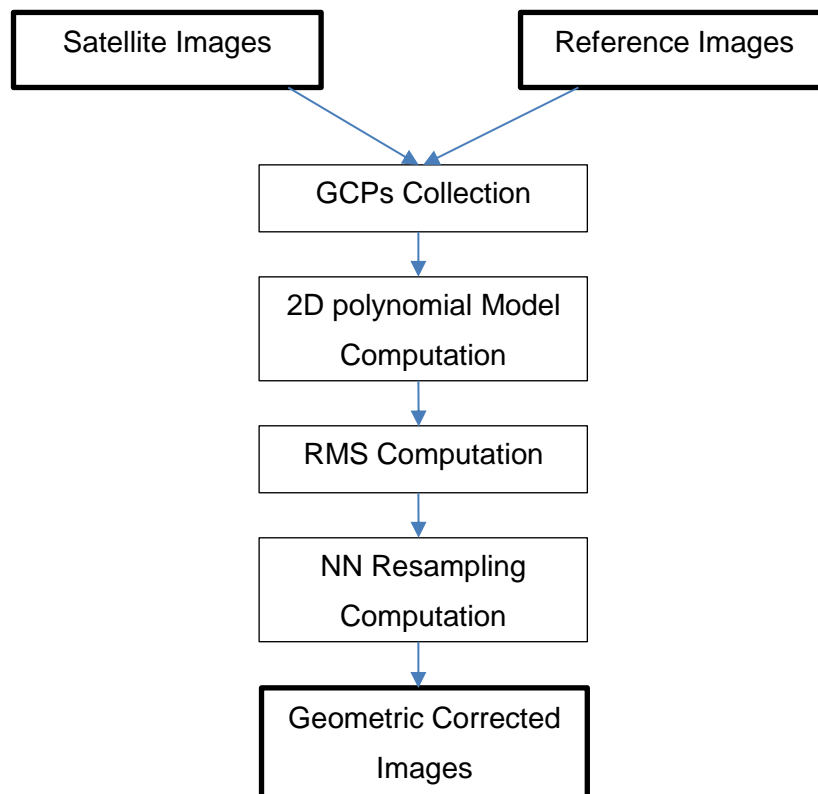 Satellite Images
Reference Images
GCPs Collection
2D polynomial Model
Computation
RMS Computation
NN Resampling
Computation
Geometric Corrected
Images